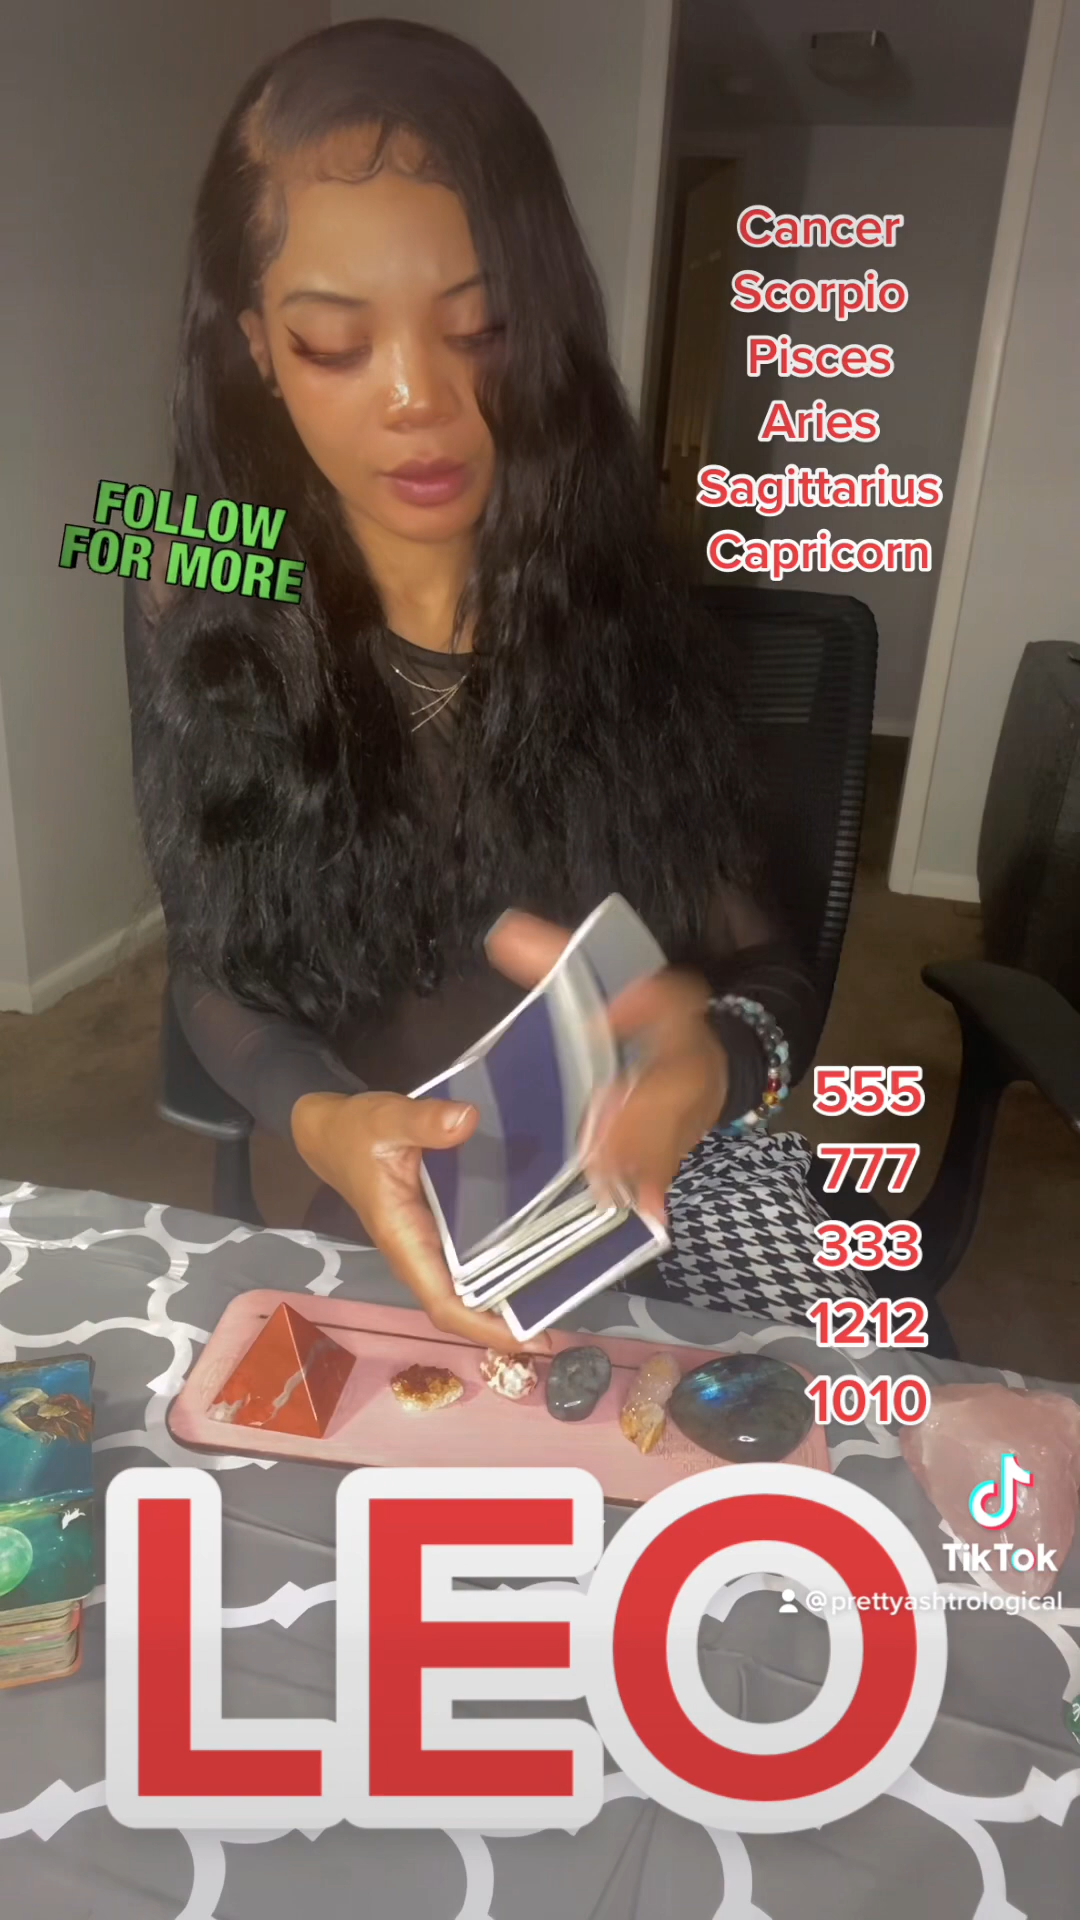 Cancer
Scorpio
Pisces
Aries
Sagittarius
Capricorn
FOLLOW
FOR MORE
555
777
333
1212
1010
LEO
TikTok
@prettyashtrological